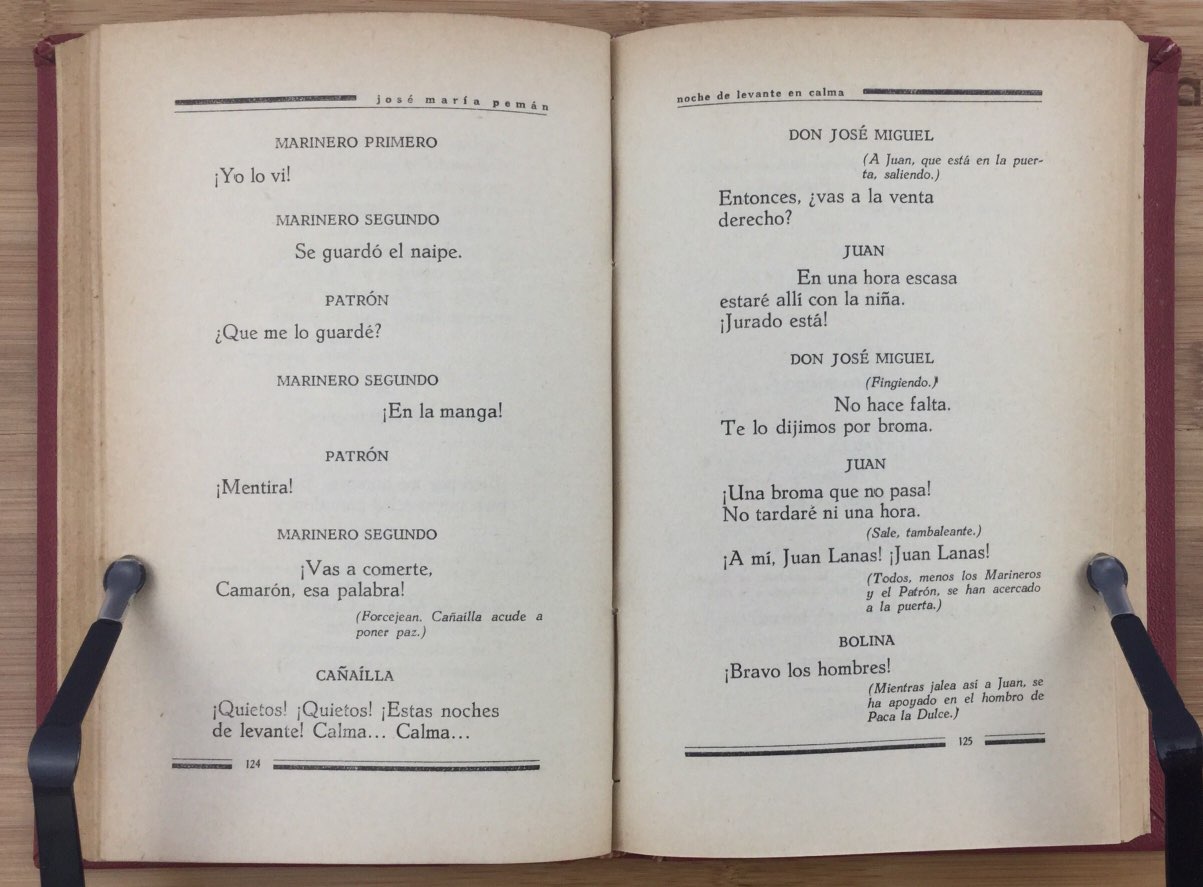 josé maría pemán
MARINERO PRIMERO
¡Yo lo vi!
MARINERO SEGUNDO
Se guardó el naipe.
PATRÓN
¿Que me lo guardé?
MARINERO SEGUNDO
¡En la manga!
PATRÓN
¡Mentira!
MARINERO SEGUNDO
¡Vas a comerte,
Camarón, esa palabra!
(Forcejean. Cañailla acude a
poner paz.)
CAÑAÍLLA
¡Quietos! ¡Quietos! ¡Estas noches
de levante! Calma... Calma...
124
noche de levante en calma
DON JOSÉ MIGUEL
(A Juan, que está en la puer-
ta, saliendo.)
Entonces, ¿vas a la venta
derecho?
JUAN
En una hora escasa
estaré allí con la niña.
¡Jurado está!
DON JOSÉ MIGUEL
(Fingiendo.)
No hace falta.
Te lo dijimos por broma.
JUAN
¡Una broma que no pasa!
No tardaré ni una hora.
(Sale, tambaleante.)
¡A mí, Juan Lanas! ¡Juan Lanas!
(Todos, menos los Marineros
y el Patrón, se han acercado
a la puerta.)
BOLINA
¡Bravo los hombres!
(Mientras jalea así a Juan, se
ha apoyado en el hombro de
Paca la Dulce.)
125